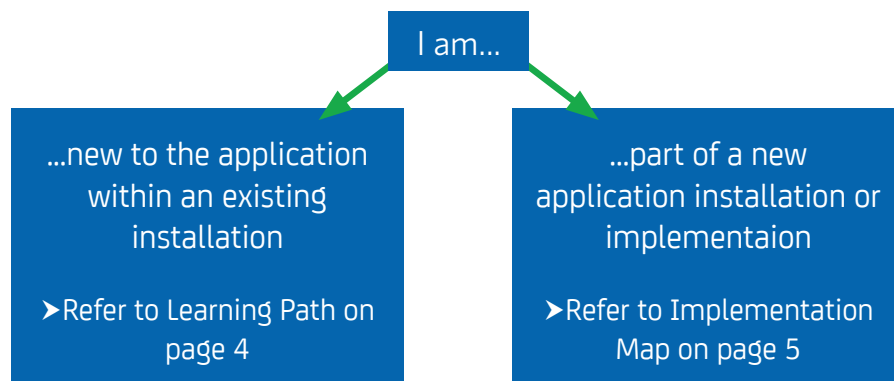 I am...
...new to the application
within an existing
installation
➤Refer to Learning Path on
page 4
...part of a new
application installation or
implementaion
➤Refer to Implementation
Map on page 5